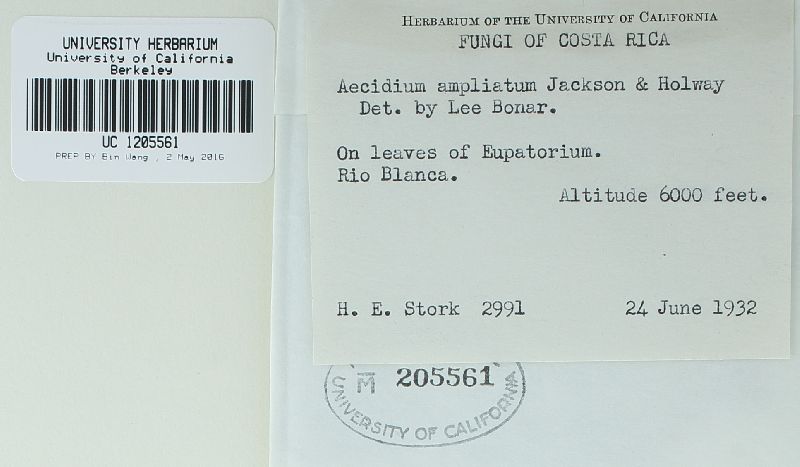 UNIVERSITY HERBARIUM
University of California
Berkeley
UC 1205561
PREP BY Bin Wang , 2 May 2016
HERBARIUM OF THE UNIVERSITY OF CALIFORNIA
FUNGI OF COSTA RICA
Aecidium ampliatum Jackson & Holway
Det. by Lee Bonar.
On leaves of Eupatorium.
Rio Blanca.
Altitude 6000 feet.
H. E. Stork 2991
24 June 1932
M 205561
UNIVERSITY OF CALIFORNIA